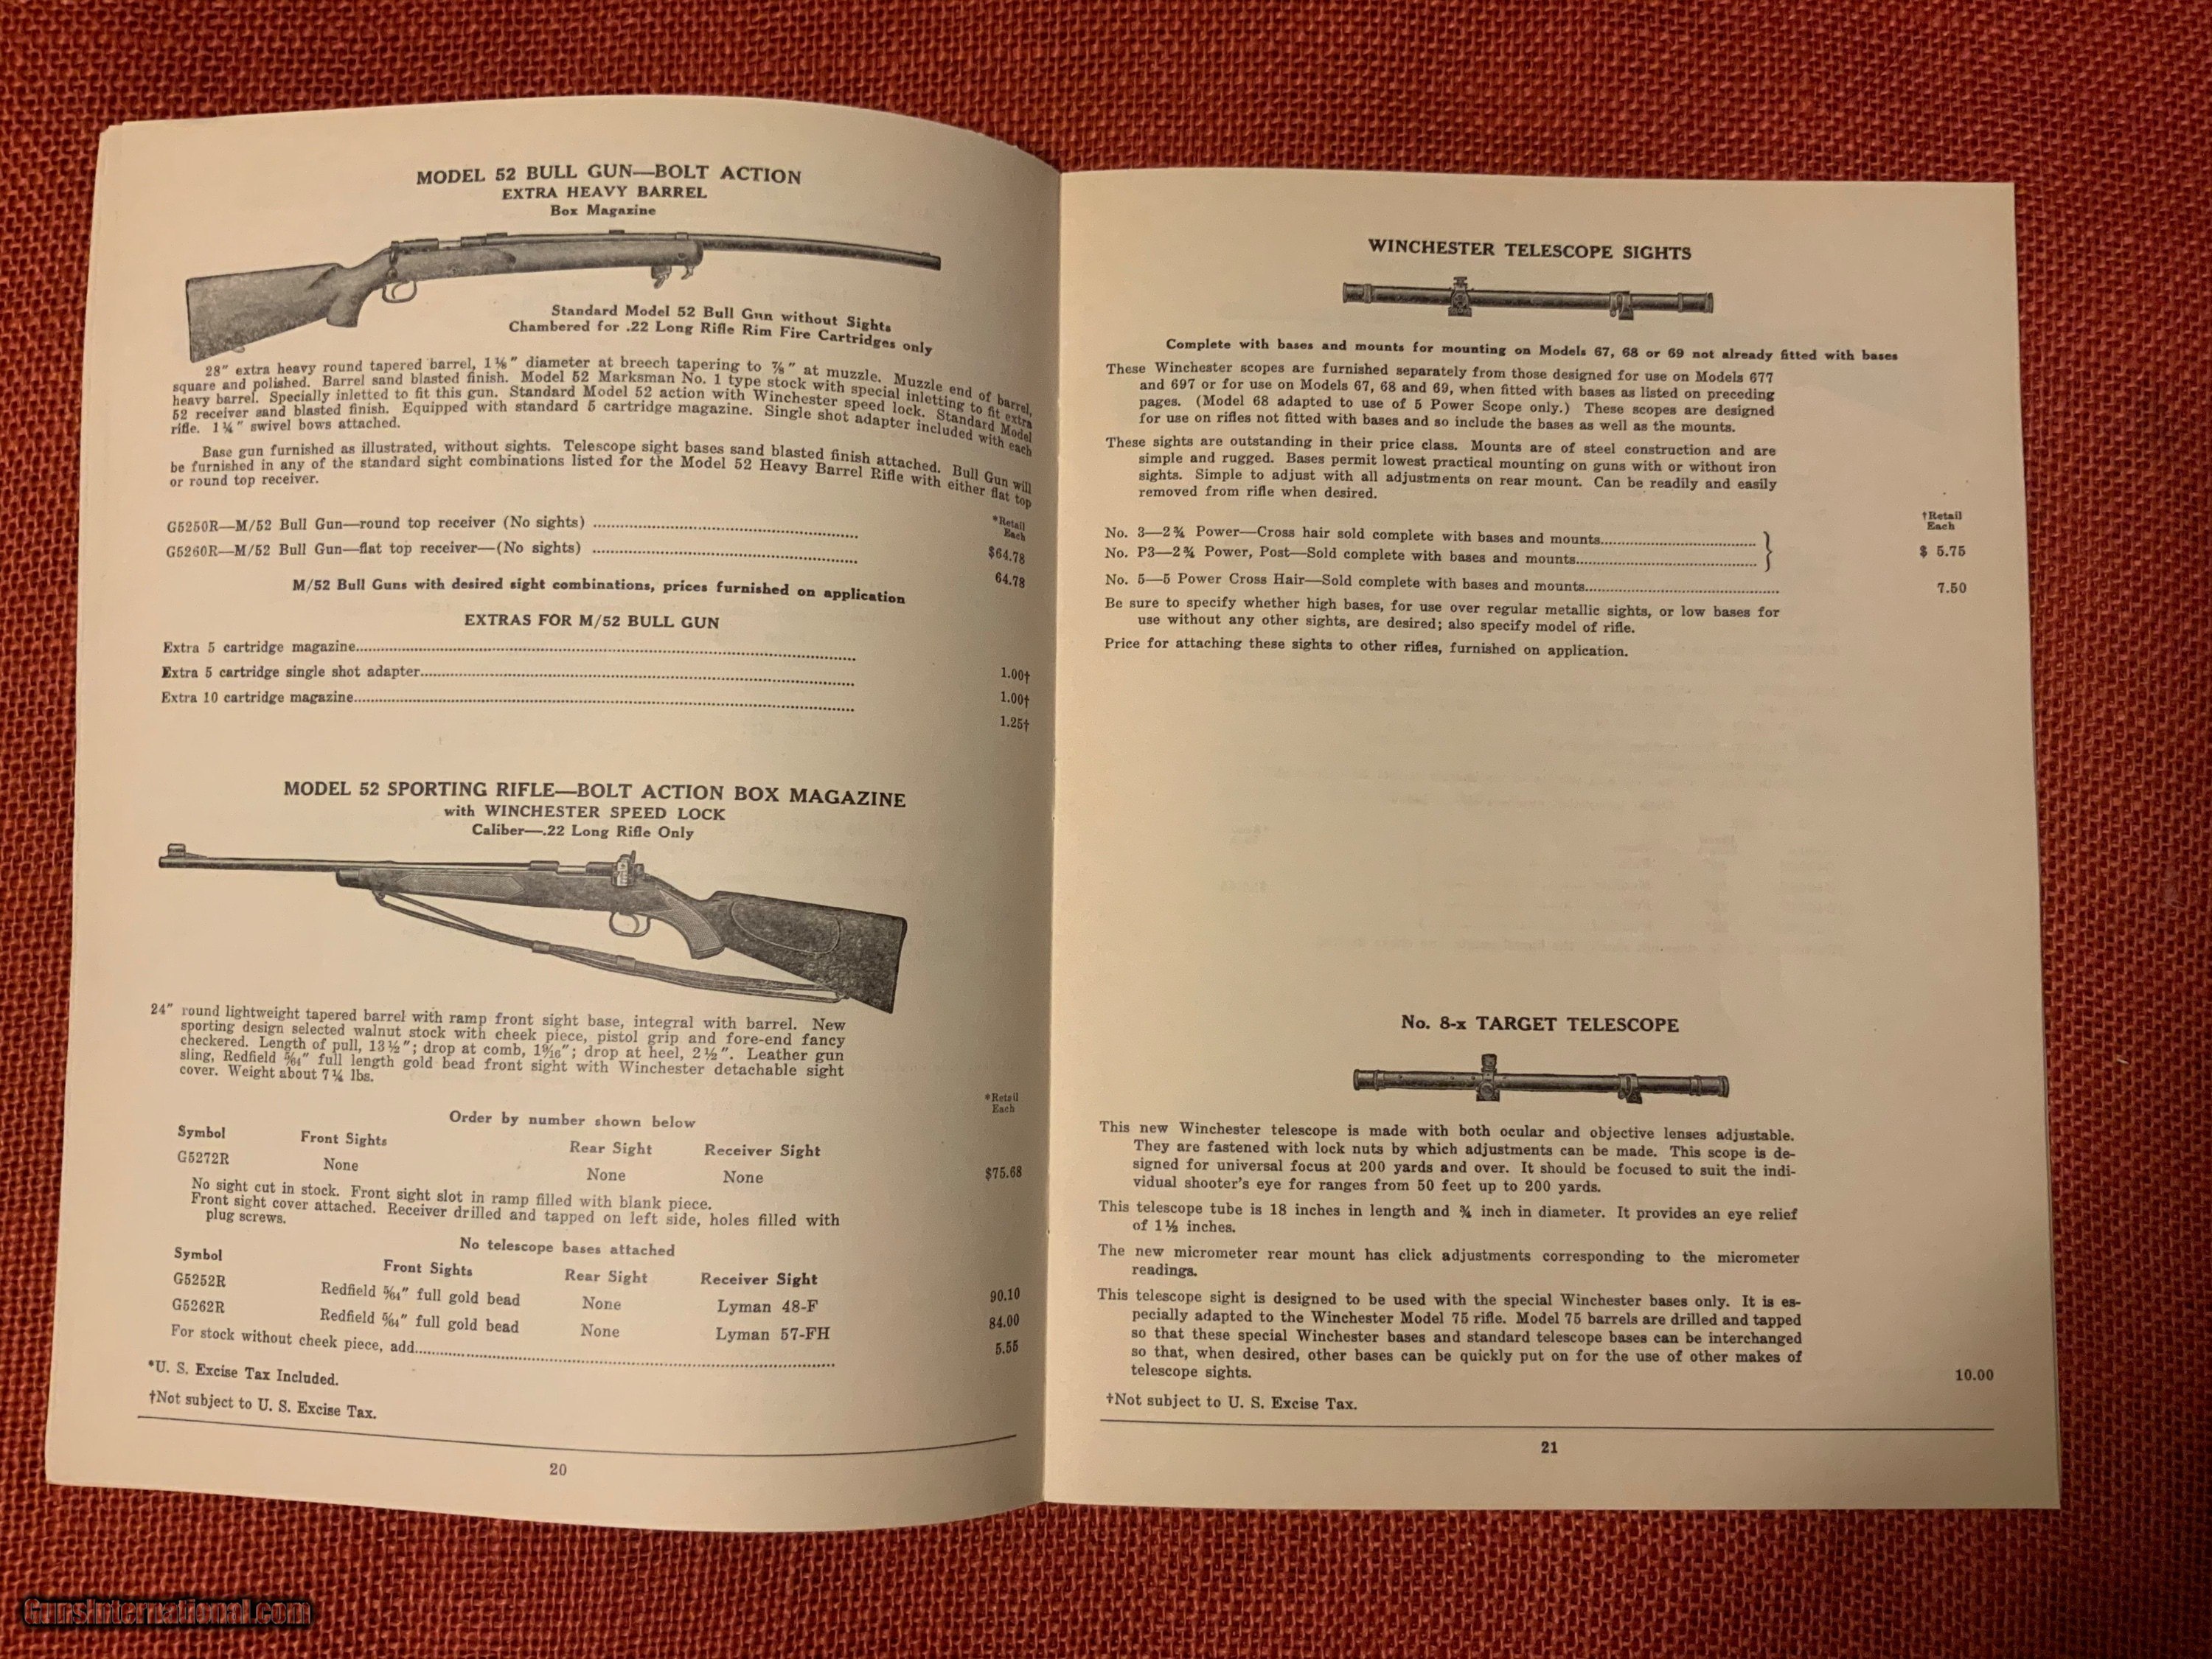 MODEL 52 BULL GUN—BOLT ACTION
EXTRA HEAVY BARREL
Box Magazine
Standard Model 52 Bull Gun without Sights
Chambered for .22 Long Rifle Rim Fire Cartridges only
28" extra heavy round tapered barrel, 1⅛" diameter at breech tapering to ⅞" at muzzle. Muzzle end of barrel,
square and polished. Barrel sand blasted finish. Model 52 Marksman No. 1 type stock with special inletting to fit extra
heavy barrel. Specially inletted to fit this gun. Standard Model 52 action with Winchester speed lock. Standard Model
52 receiver sand blasted finish. Equipped with standard 5 cartridge magazine. Single shot adapter included with each
rifle. 1¼" swivel bows attached.
Base gun furnished as illustrated, without sights. Telescope sight bases sand blasted finish attached. Bull Gun will
be furnished in any of the standard sight combinations listed for the Model 52 Heavy Barrel Rifle with either flat top
or round top receiver.
*Retail
Each
G5250R—M/52 Bull Gun—round top receiver (No sights) .......... $64.78
G5260R—M/52 Bull Gun—flat top receiver—(No sights) .......... 64.78
M/52 Bull Guns with desired sight combinations, prices furnished on application
EXTRAS FOR M/52 BULL GUN
Extra 5 cartridge magazine.......... 1.00†
Extra 5 cartridge single shot adapter.......... 1.00†
Extra 10 cartridge magazine.......... 1.25†
MODEL 52 SPORTING RIFLE—BOLT ACTION BOX MAGAZINE
with WINCHESTER SPEED LOCK
Caliber—.22 Long Rifle Only
24" round lightweight tapered barrel with ramp front sight base, integral with barrel. New
sporting design selected walnut stock with cheek piece, pistol grip and fore-end fancy
checkered. Length of pull, 13½"; drop at comb, 1 9/16"; drop at heel, 2½". Leather gun
sling, Redfield 5/64" full length gold bead front sight with Winchester detachable sight
cover. Weight about 7¼ lbs.
*Retail
Each
Order by number shown below
Symbol Front Sights Rear Sight Receiver Sight
G5272R None None None $75.68
No sight cut in stock. Front sight slot in ramp filled with blank piece.
Front sight cover attached. Receiver drilled and tapped on left side, holes filled with
plug screws.
No telescope bases attached
Symbol Front Sights Rear Sight Receiver Sight
G5252R Redfield 5/64" full gold bead None Lyman 48-F 90.10
G5262R Redfield 5/64" full gold bead None Lyman 57-FH 84.00
For stock without cheek piece, add.......... 5.55
*U. S. Excise Tax Included.
†Not subject to U. S. Excise Tax.
20
WINCHESTER TELESCOPE SIGHTS
Complete with bases and mounts for mounting on Models 67, 68 or 69 not already fitted with bases
These Winchester scopes are furnished separately from those designed for use on Models 677
and 697 or for use on Models 67, 68 and 69, when fitted with bases as listed on preceding
pages. (Model 68 adapted to use of 5 Power Scope only.) These scopes are designed
for use on rifles not fitted with bases and so include the bases as well as the mounts.
These sights are outstanding in their price class. Mounts are of steel construction and are
simple and rugged. Bases permit lowest practical mounting on guns with or without iron
sights. Simple to adjust with all adjustments on rear mount. Can be readily and easily
removed from rifle when desired.
†Retail
Each
No. 3—2¾ Power—Cross hair sold complete with bases and mounts..........
No. P3—2¾ Power, Post—Sold complete with bases and mounts.......... } $ 5.75
No. 5—5 Power Cross Hair—Sold complete with bases and mounts.......... 7.50
Be sure to specify whether high bases, for use over regular metallic sights, or low bases for
use without any other sights, are desired; also specify model of rifle.
Price for attaching these sights to other rifles, furnished on application.
No. 8-x TARGET TELESCOPE
This new Winchester telescope is made with both ocular and objective lenses adjustable.
They are fastened with lock nuts by which adjustments can be made. This scope is de-
signed for universal focus at 200 yards and over. It should be focused to suit the indi-
vidual shooter's eye for ranges from 50 feet up to 200 yards.
This telescope tube is 18 inches in length and ¾ inch in diameter. It provides an eye relief
of 1⅛ inches.
The new micrometer rear mount has click adjustments corresponding to the micrometer
readings.
This telescope sight is designed to be used with the special Winchester bases only. It is es-
pecially adapted to the Winchester Model 75 rifle. Model 75 barrels are drilled and tapped
so that these special Winchester bases and standard telescope bases can be interchanged
so that, when desired, other bases can be quickly put on for the use of other makes of
telescope sights. 10.00
†Not subject to U. S. Excise Tax.
21
GunsInternational.com